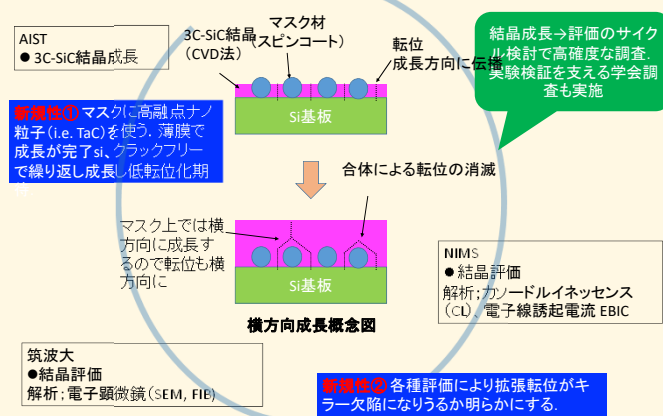 AIST
● 3C-SiC結晶成長
3C-SiC結晶
(CVD法)
マスク材
(スピンコート)
転位
成長方向に伝播
Si基板
結晶成長→評価のサイク
ル検討で高確度な調査.
実験検証を支える学会調
査も実施
新規性① マスクに高融点ナノ
粒子(i.e. TaC)を使う. 薄膜で
成長が完了si、クラックフリー
で繰り返し成長し低転位化期
合体による転位の消滅
マスク上では横
方向に成長す
るので転位も横
方向に
Si基板
横方向成長概念図
NIMS
●結晶評価
解析;カソードルイネッセンス
(CL)、電子線誘起電流 EBIC
筑波大
●結晶評価
解析;電子顕微鏡(SEM, FIB)
新規性② 各種評価により拡張転位がキ
ラー欠陥になりうるか明らかにする.